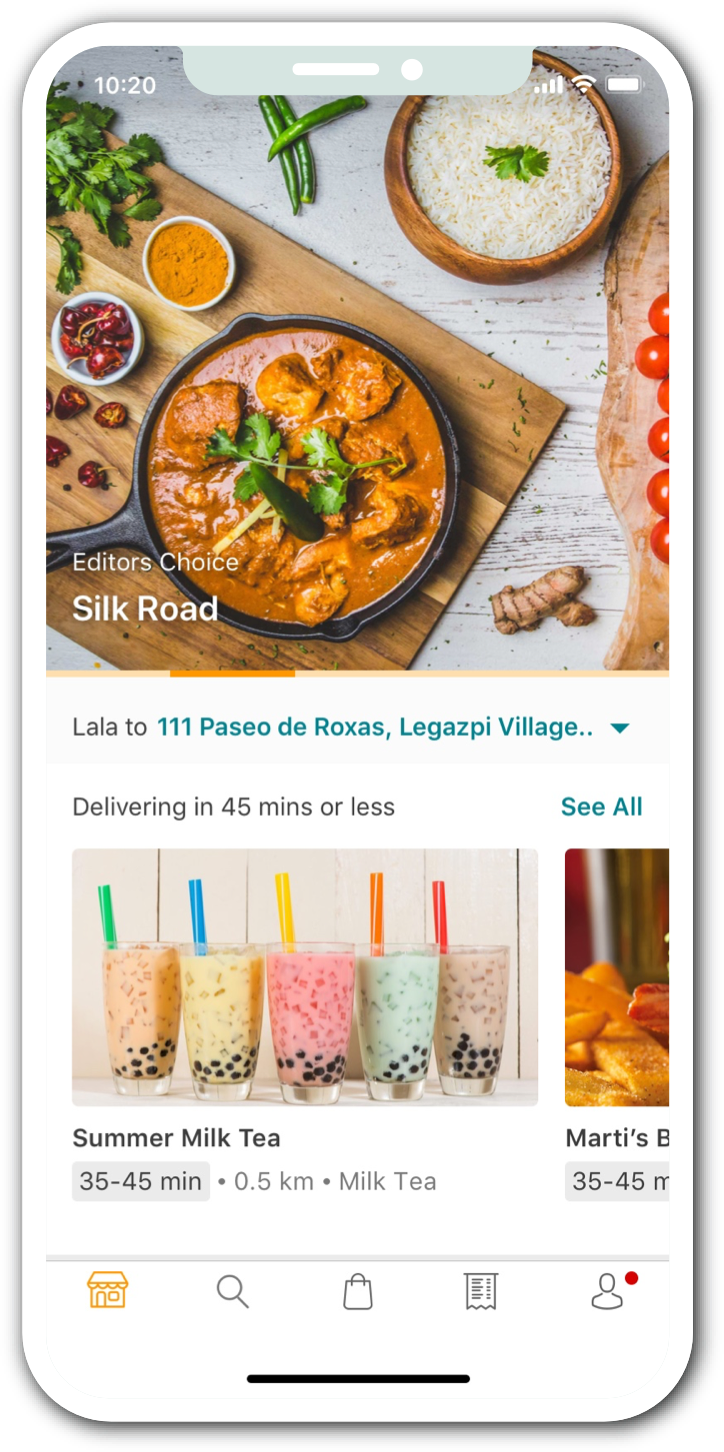 10:20
Editors Choice
Silk Road
Lala to 111 Paseo de Roxas, Legazpi Village..
Delivering in 45 mins or less
See All
Summer Milk Tea
Marti’s B
35-45 min • 0.5 km • Milk Tea
35-45 m